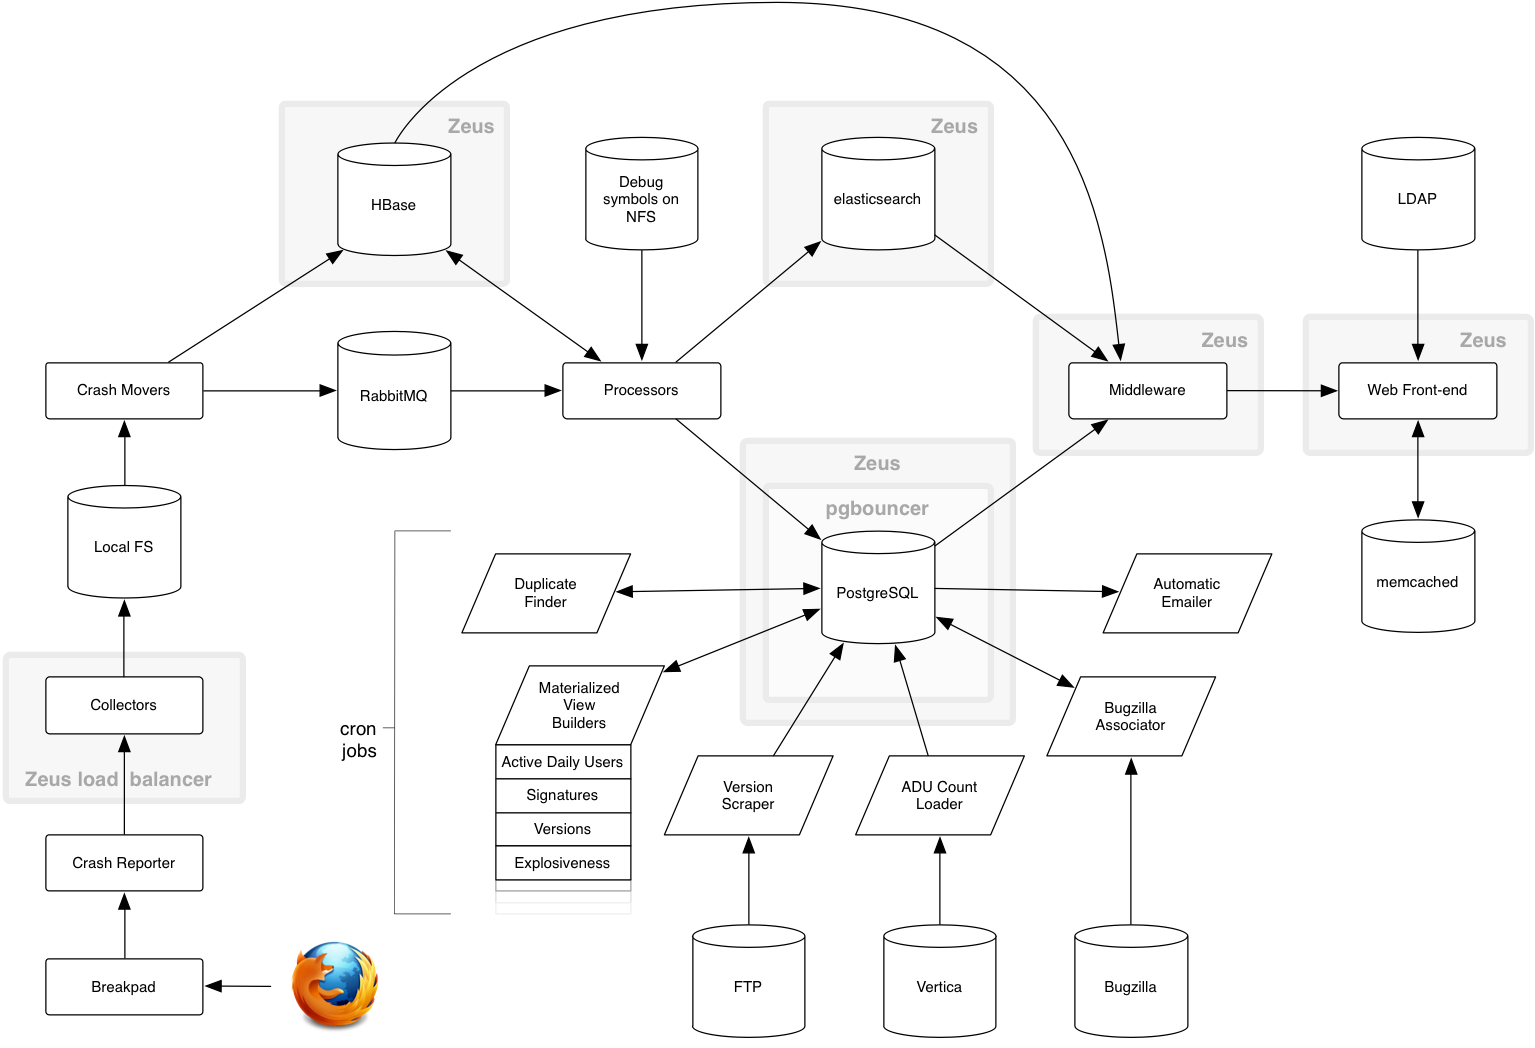 Zeus
Zeus
HBase
Debug
symbols on
NFS
elasticsearch
LDAP
Zeus
Zeus
Crash Movers
RabbitMQ
Processors
Middleware
Web Front-end
Zeus
pgbouncer
Local FS
Duplicate
Finder
PostgreSQL
Automatic
Emailer
memcached
Collectors
Zeus load balancer
cron
jobs
Materialized
View
Builders
Active Daily Users
Signatures
Versions
Explosiveness
Version
Scraper
ADU Count
Loader
Bugzilla
Associator
Crash Reporter
Breakpad
FTP
Vertica
Bugzilla